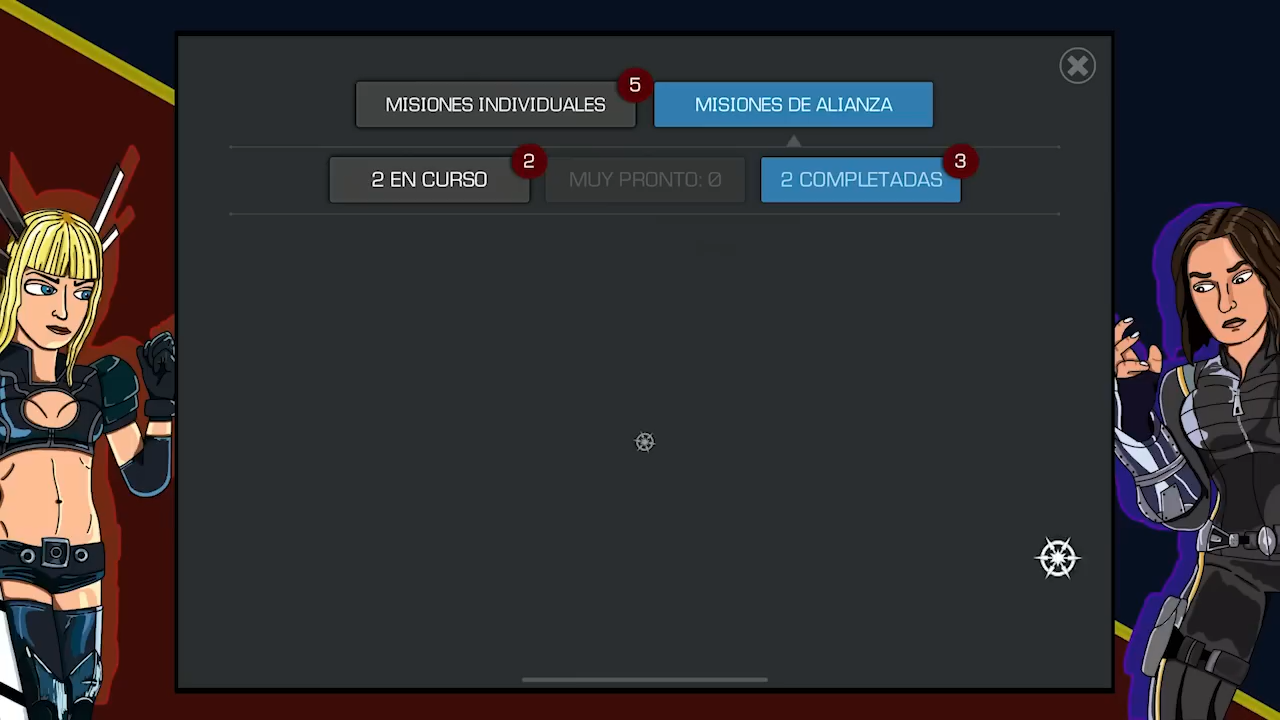 5
MISIONES INDIVIDUALES
MISIONES DE ALIANZA
2
3
2 EN CURSO
MUY PRONTO: 0
2 COMPLETADAS